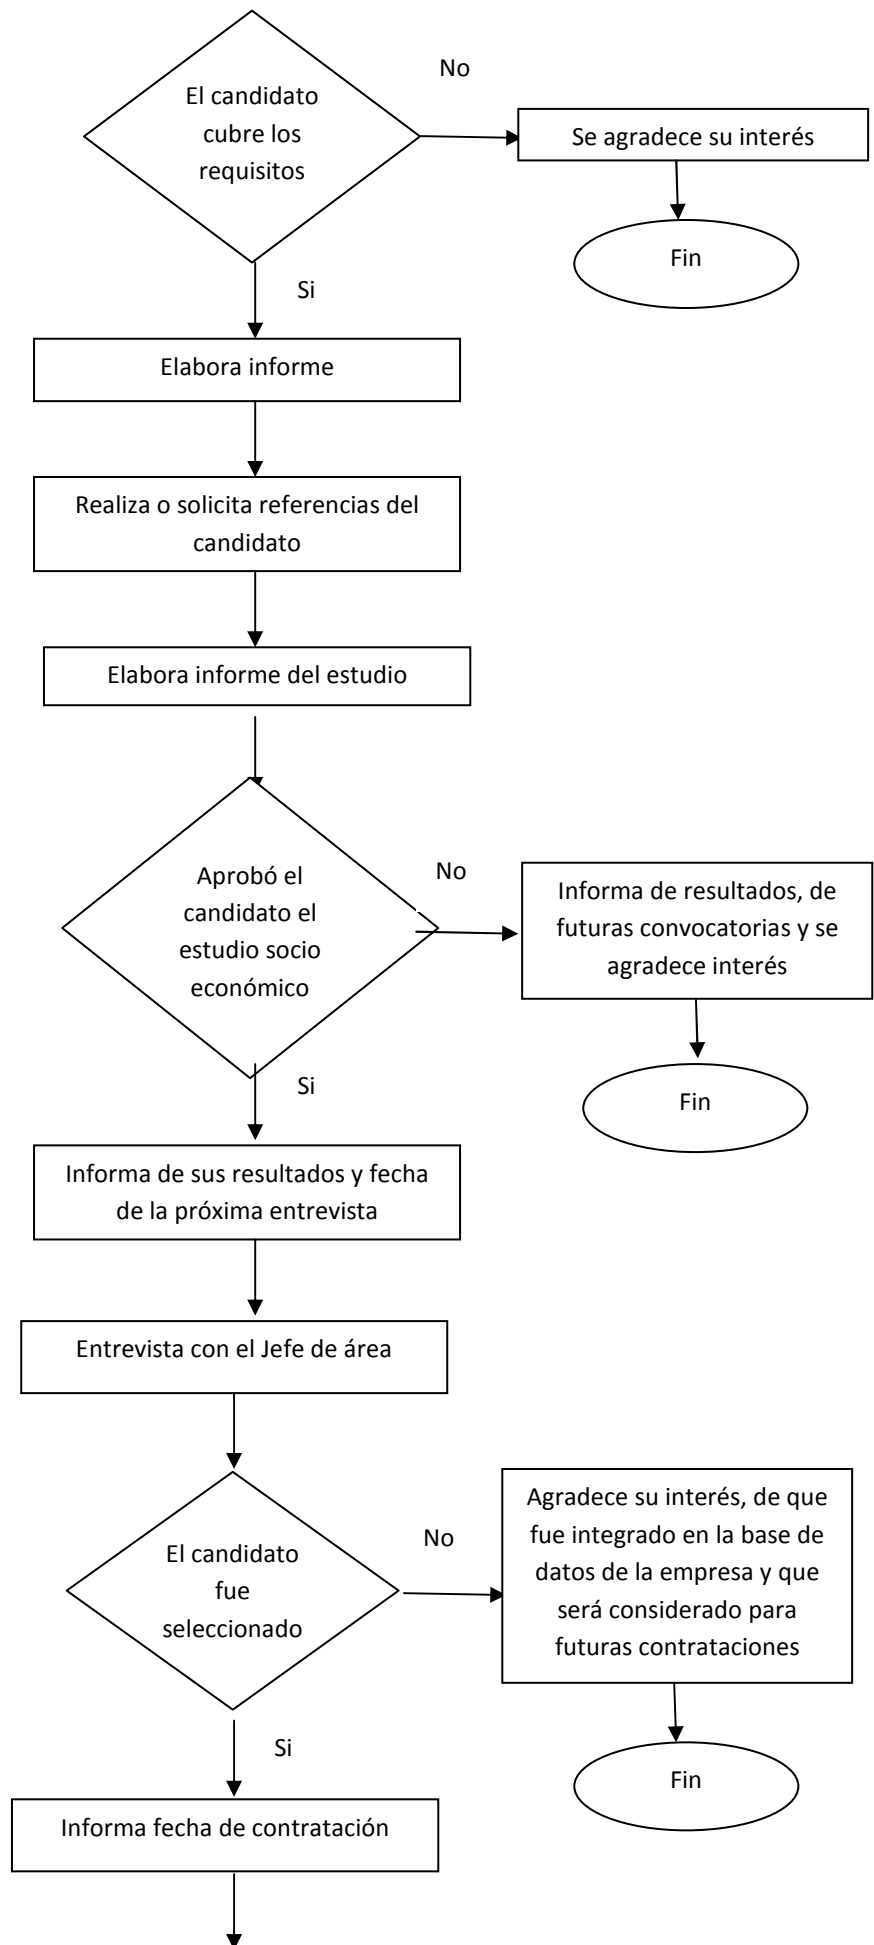 El candidato
cubre los
requisitos
No
Se agradece su interés
Fin
Si
Elabora informe
Realiza o solicita referencias del
candidato
Elabora informe del estudio
Aprobó el
candidato el
estudio socio
económico
No
Informa de resultados, de
futuras convocatorias y se
agradece interés
Fin
Si
Informa de sus resultados y fecha
de la próxima entrevista
Entrevista con el Jefe de área
El candidato
fue
seleccionado
No
Agradece su interés, de que
fue integrado en la base de
datos de la empresa y que
será considerado para
futuras contrataciones
Fin
Si
Informa fecha de contratación